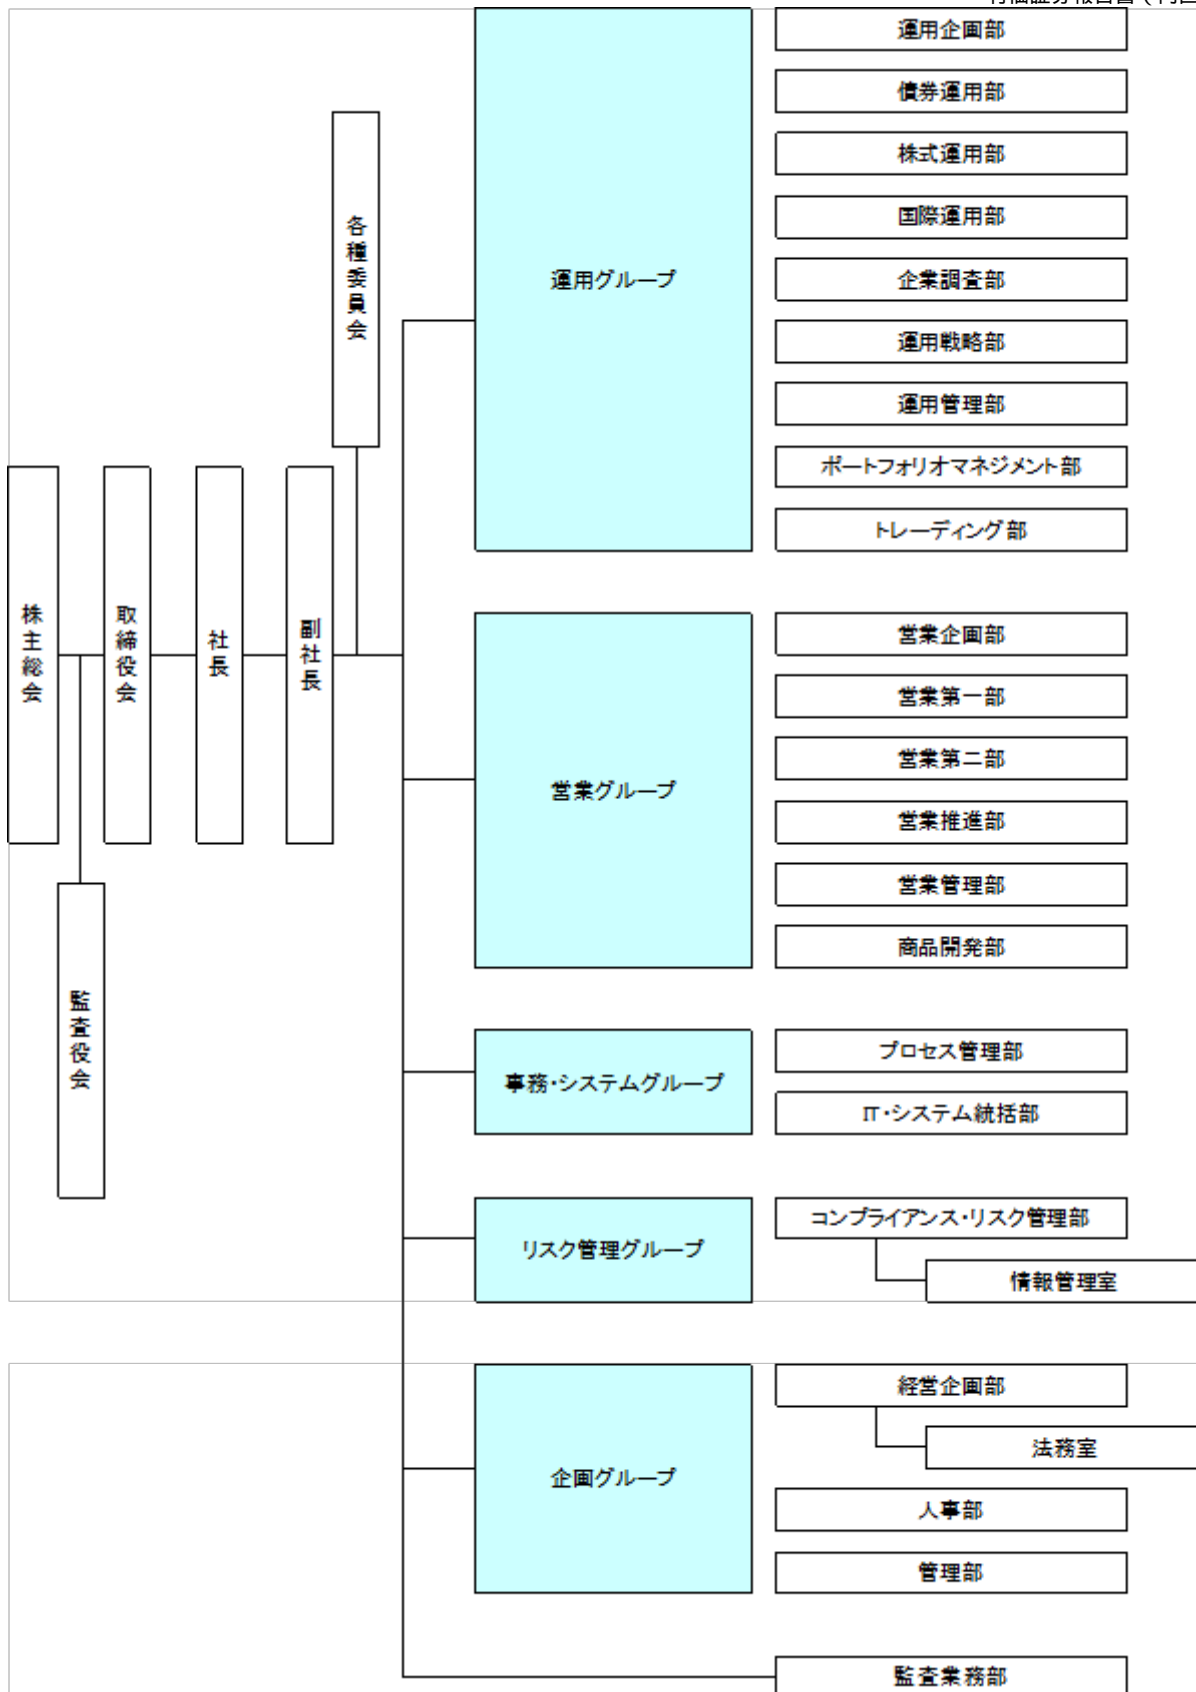 運用企画部
債券運用部
株式運用部
国際運用部
企業調査部
運用戦略部
運用管理部
ポートフォリオマネジメント部
トレーディング部
運用グループ
各種委員会
株主総会
取締役会
社長
副社長
監査役会
営業グループ
営業企画部
営業第一部
営業第二部
営業推進部
営業管理部
商品開発部
事務・システムグループ
プロセス管理部
IT・システム統括部
リスク管理グループ
コンプライアンス・リスク管理部
情報管理室
企画グループ
経営企画部
法務室
人事部
管理部
監査業務部